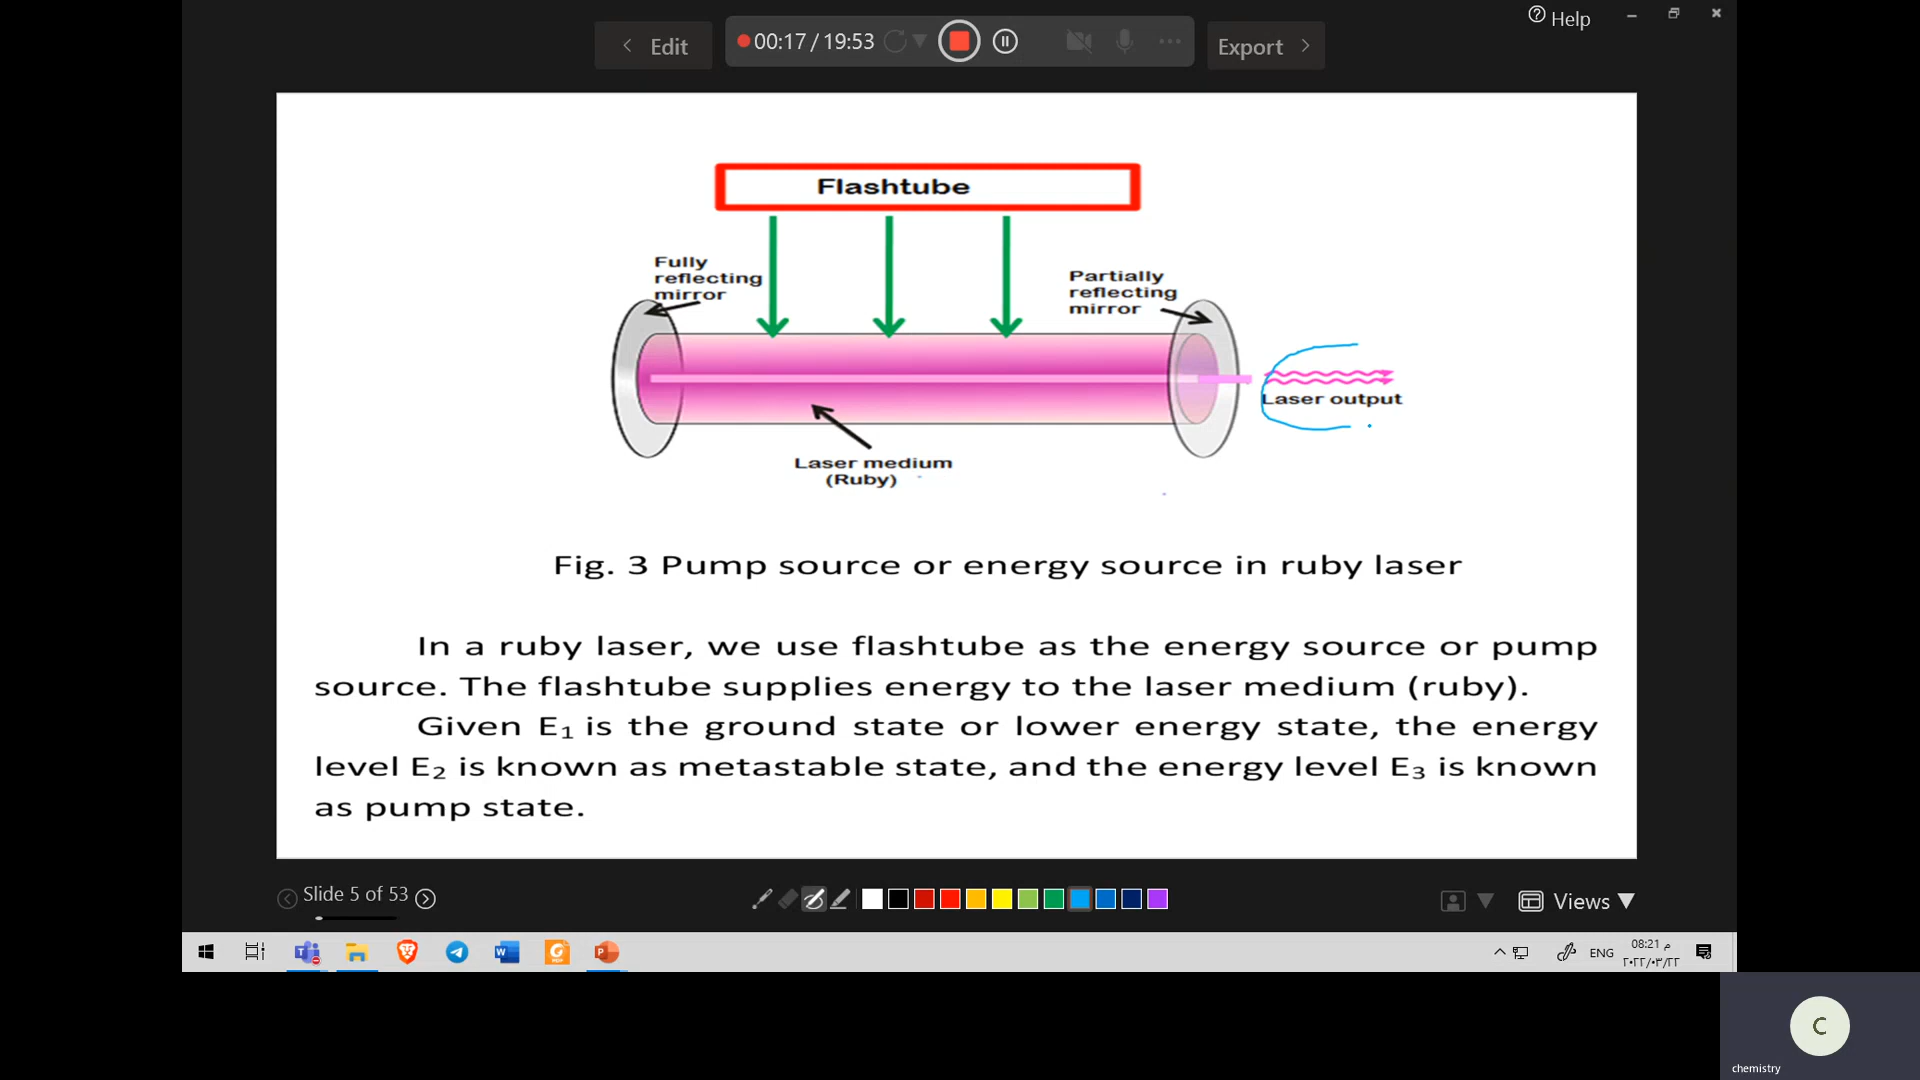 Help
Edit
00:17 / 19:53
Export
Flashtube
Fully
reflecting
mirror
Partially
reflecting
mirror
Laser output
Laser medium
(Ruby)
Fig. 3 Pump source or energy source in ruby laser
In a ruby laser, we use flashtube as the energy source or pump
source. The flashtube supplies energy to the laser medium (ruby).
Given E₁ is the ground state or lower energy state, the energy
level E₂ is known as metastable state, and the energy level E₃ is known
as pump state.
Slide 5 of 53
Views
ENG
08:21 م
٢٠٢٢/٠٣/٢٢
C
chemistry